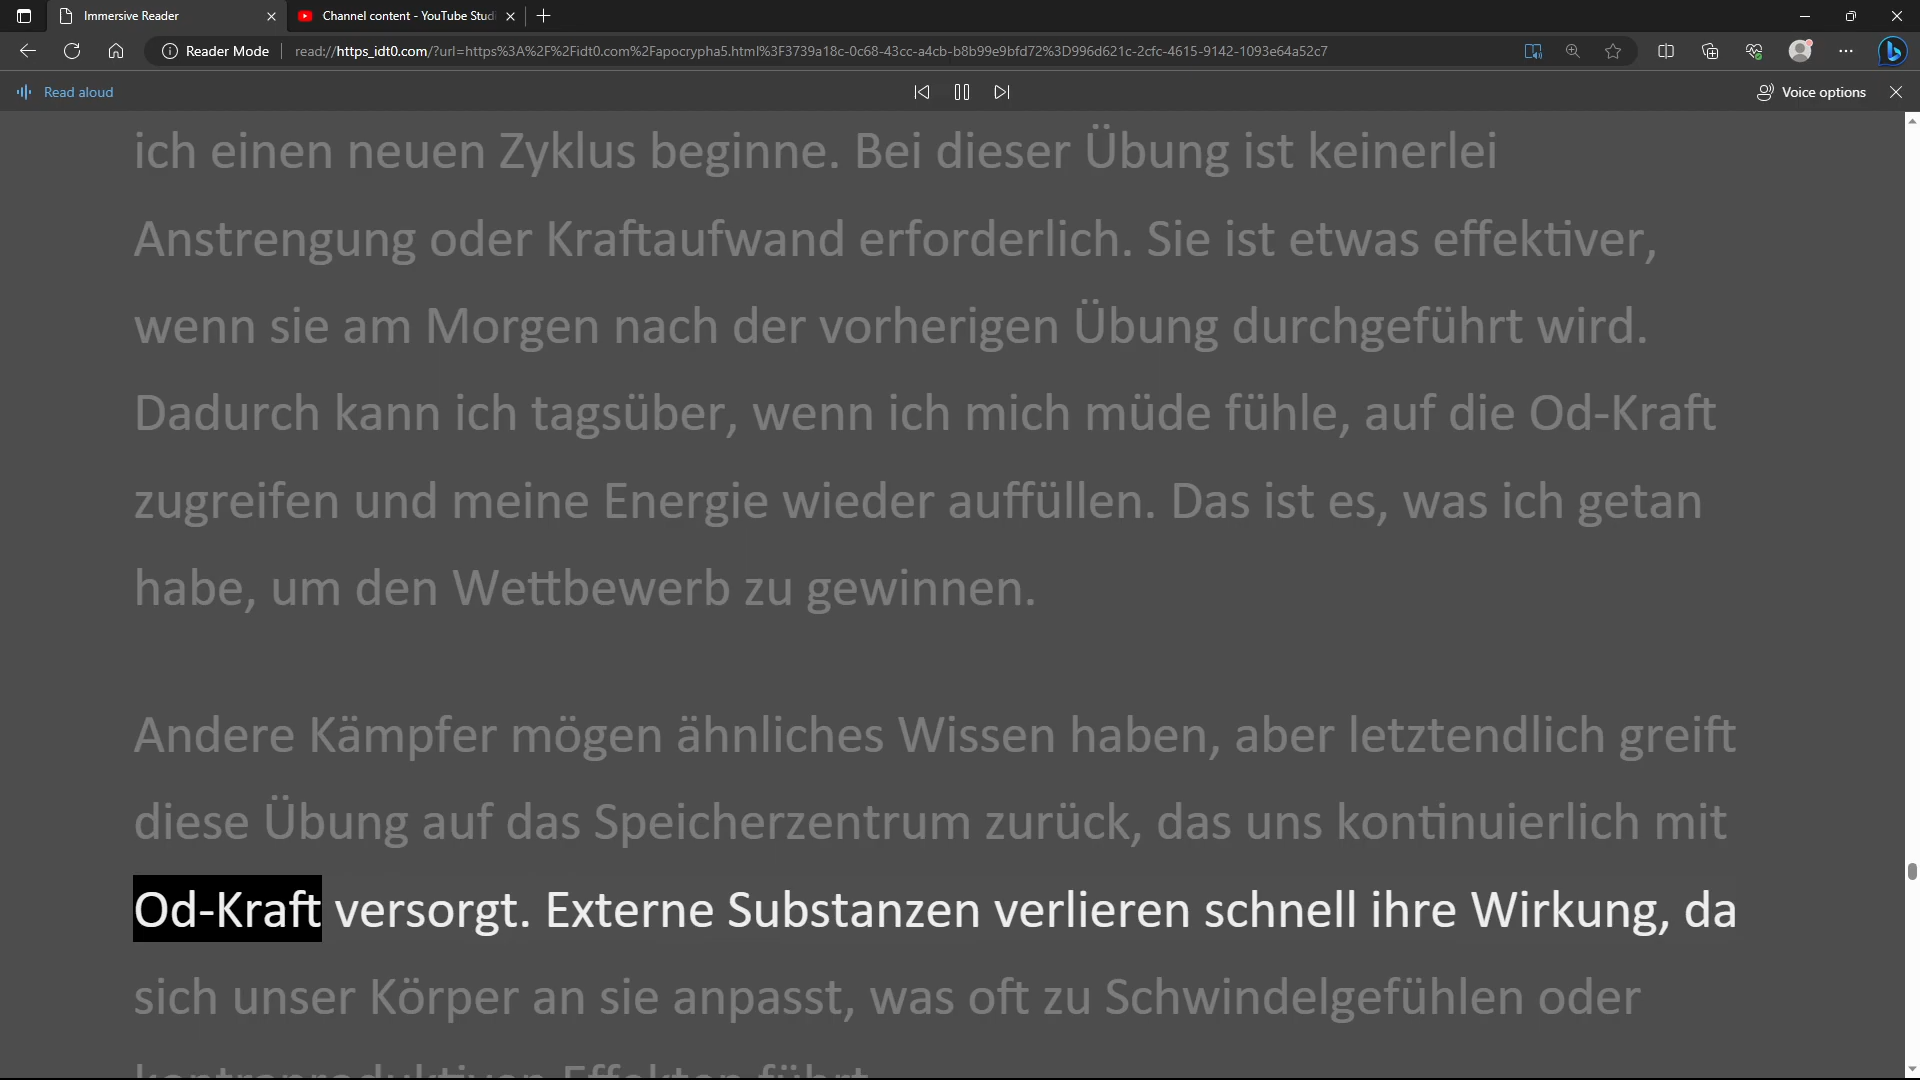 Immersive Reader
Channel content - YouTube Studi
Reader Mode
read://https_idt0.com/?url=https%3A%2F%2Fidt0.com%2Fapocrypha5.html%3F3739a18c-0c68-43cc-a4cb-b8b99e9bfd72%3D996d621c-2cfc-4615-9142-1093e64a52c7
Read aloud
Voice options
ich einen neuen Zyklus beginne. Bei dieser Übung ist keinerlei
Anstrengung oder Kraftaufwand erforderlich. Sie ist etwas effektiver,
wenn sie am Morgen nach der vorherigen Übung durchgeführt wird.
Dadurch kann ich tagsüber, wenn ich mich müde fühle, auf die Od-Kraft
zugreifen und meine Energie wieder auffüllen. Das ist es, was ich getan
habe, um den Wettbewerb zu gewinnen.
Andere Kämpfer mögen ähnliches Wissen haben, aber letztendlich greift
diese Übung auf das Speicherzentrum zurück, das uns kontinuierlich mit
Od-Kraft versorgt. Externe Substanzen verlieren schnell ihre Wirkung, da
sich unser Körper an sie anpasst, was oft zu Schwindelgefühlen oder
kontraproduktiven Effekten führt